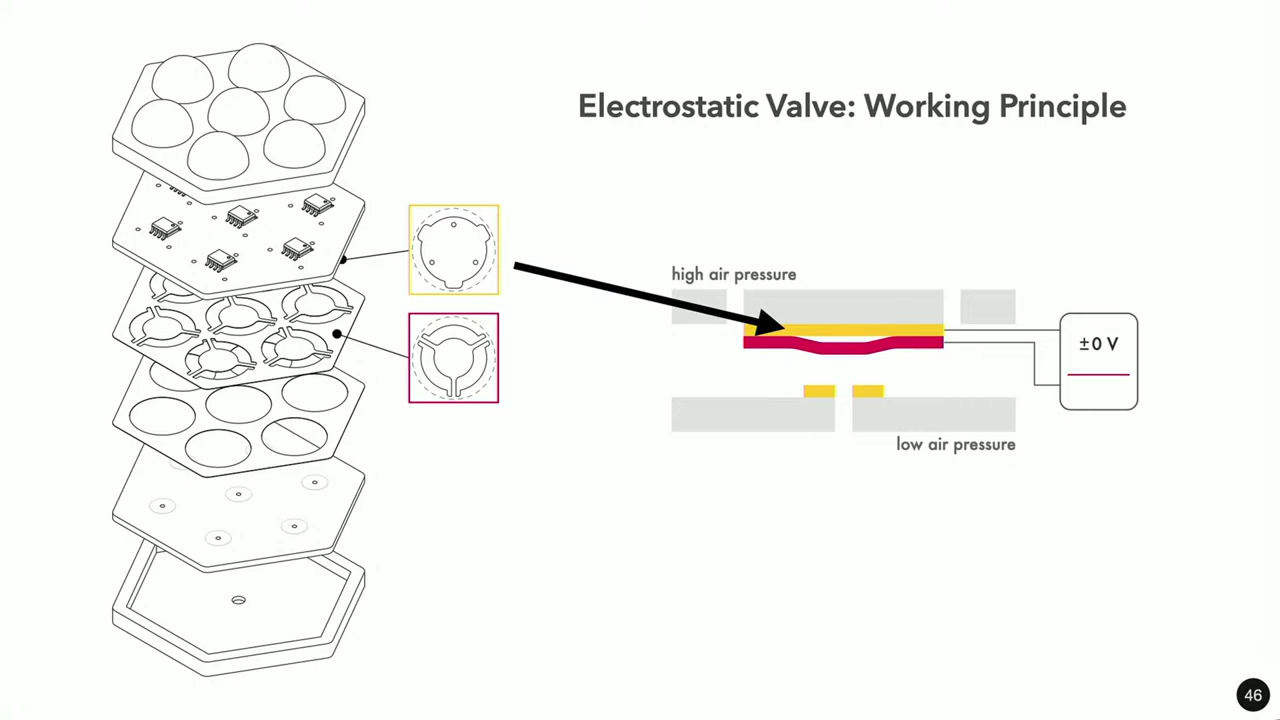 Electrostatic Valve: Working Principle
high air pressure
±0 V
low air pressure
46